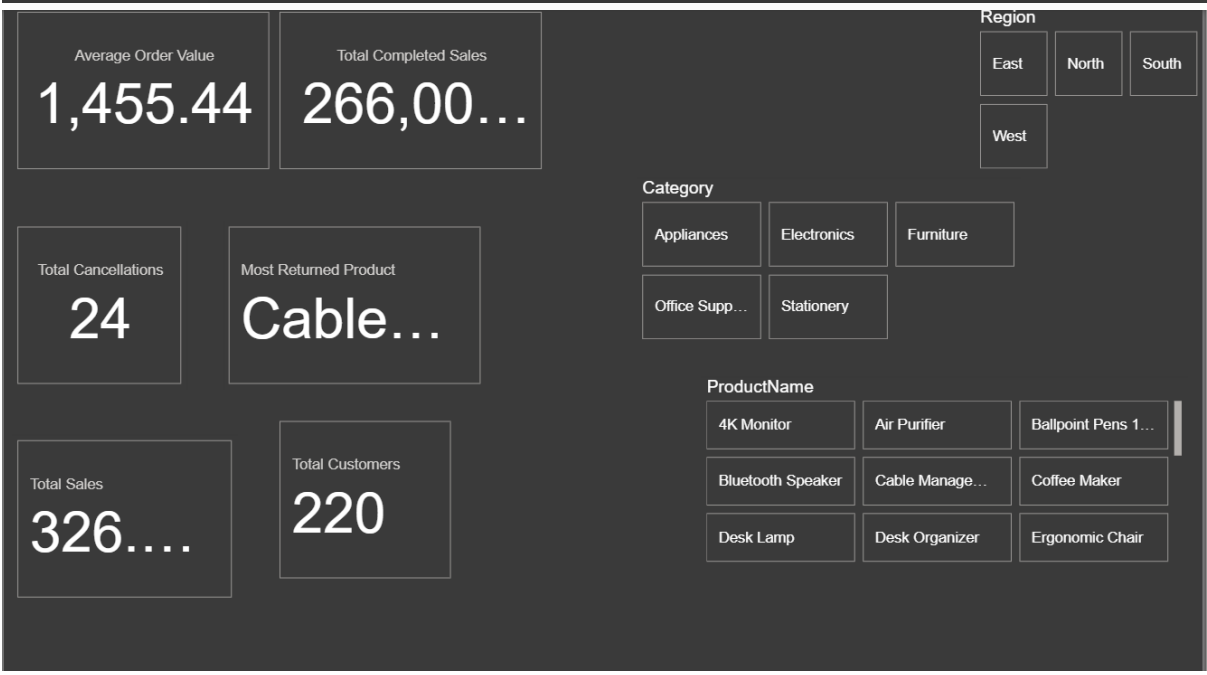 Average Order Value
1,455.44
Total Completed Sales
266,00...
Region
East
North
South
West
Category
Appliances
Electronics
Furniture
Office Supp...
Stationery
Total Cancellations
24
Most Returned Product
Cable...
ProductName
4K Monitor
Air Purifier
Ballpoint Pens 1...
Bluetooth Speaker
Cable Manage...
Coffee Maker
Desk Lamp
Desk Organizer
Ergonomic Chair
Total Sales
326....
Total Customers
220